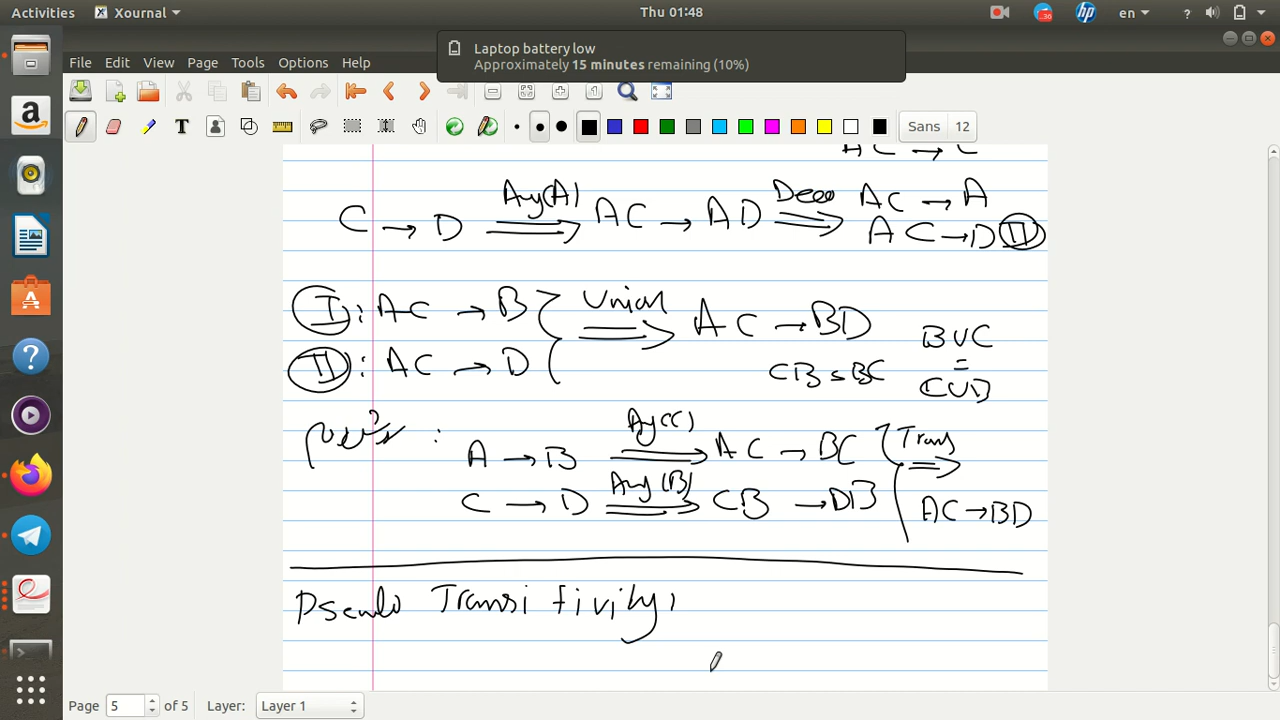 Activities Xournal Thu 01:48 36 en ?
Laptop battery low
Approximately 15 minutes remaining (10%)
File Edit View Page Tools Options Help
Sans 12
AC → C
C → D Aug(A) ⇒ AC → AD Deco ⇒ AC → A
AC → D II
I : AC → B Union ⇒ AC → BD B ∪ C
II : AC → D CB = BC =
C ∪ B
: A → B Aug(C) ⇒ AC → BC Trans ⇒
C → D Aug(B) ⇒ CB → DB AC → BD
Pseudo Transitivity:
Page 5 of 5 Layer: Layer 1